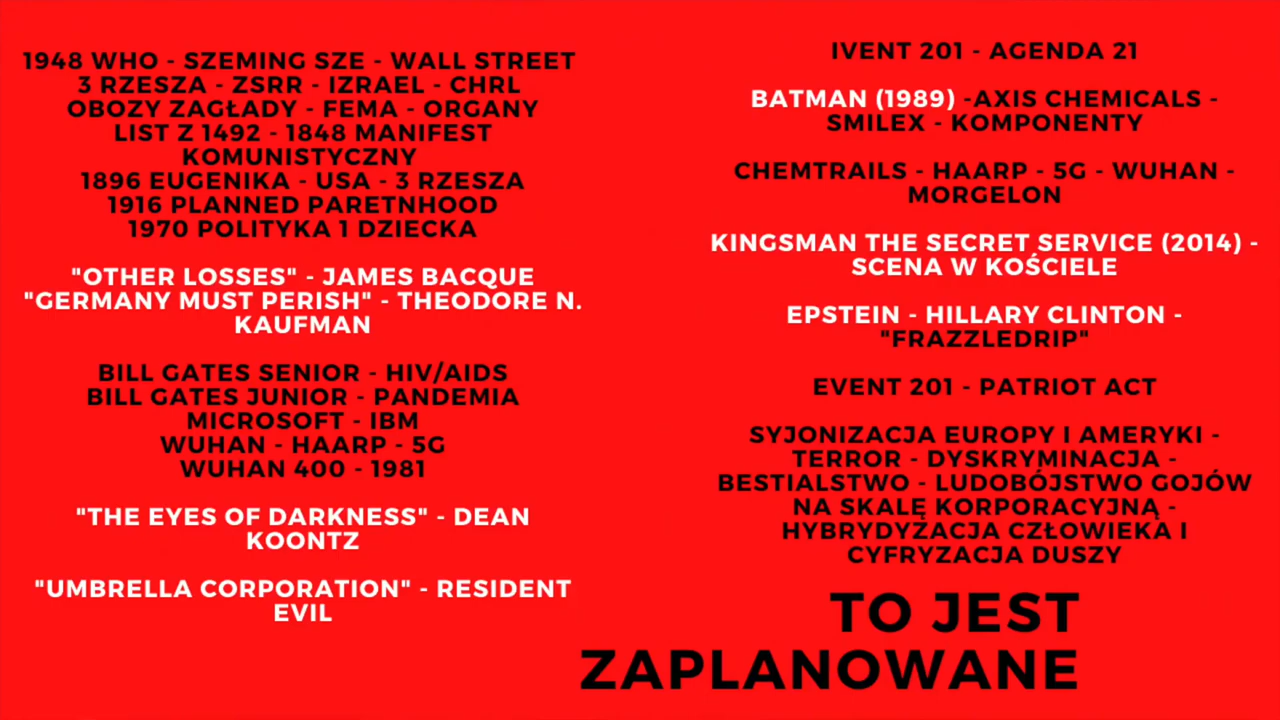 1948 WHO - SZEMING SZE - WALL STREET
3 RZESZA - ZSRR - IZRAEL - CHRL
OBOZY ZAGŁADY - FEMA - ORGANY
LIST Z 1492 - 1848 MANIFEST
KOMUNISTYCZNY
1896 EUGENIKA - USA - 3 RZESZA
1916 PLANNED PARETNHOOD
1970 POLITYKA 1 DZIECKA
"OTHER LOSSES" - JAMES BACQUE
"GERMANY MUST PERISH" - THEODORE N.
KAUFMAN
BILL GATES SENIOR - HIV/AIDS
BILL GATES JUNIOR - PANDEMIA
MICROSOFT - IBM
WUHAN - HAARP - 5G
WUHAN 400 - 1981
"THE EYES OF DARKNESS" - DEAN
KOONTZ
"UMBRELLA CORPORATION" - RESIDENT
EVIL
IVENT 201 - AGENDA 21
BATMAN (1989) -AXIS CHEMICALS -
SMILEX - KOMPONENTY
CHEMTRAILS - HAARP - 5G - WUHAN -
MORGELON
KINGSMAN THE SECRET SERVICE (2014) -
SCENA W KOŚCIELE
EPSTEIN - HILLARY CLINTON -
"FRAZZLEDRIP"
EVENT 201 - PATRIOT ACT
SYJONIZACJA EUROPY I AMERYKI -
TERROR - DYSKRYMINACJA -
BESTIALSTWO - LUDOBÓJSTWO GOJÓW
NA SKALĘ KORPORACYJNĄ -
HYBRYDYZACJA CZŁOWIEKA I
CYFRYZACJA DUSZY
TO JEST
ZAPLANOWANE